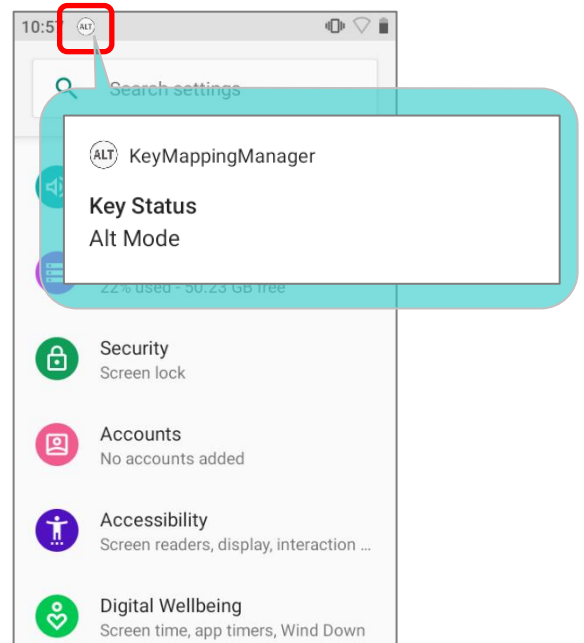 10:57 ALT
Search settings
ALT KeyMappingManager
Key Status
Alt Mode
22% used - 50.23 GB free
Security
Screen lock
Accounts
No accounts added
Accessibility
Screen readers, display, interaction ...
Digital Wellbeing
Screen time, app timers, Wind Down